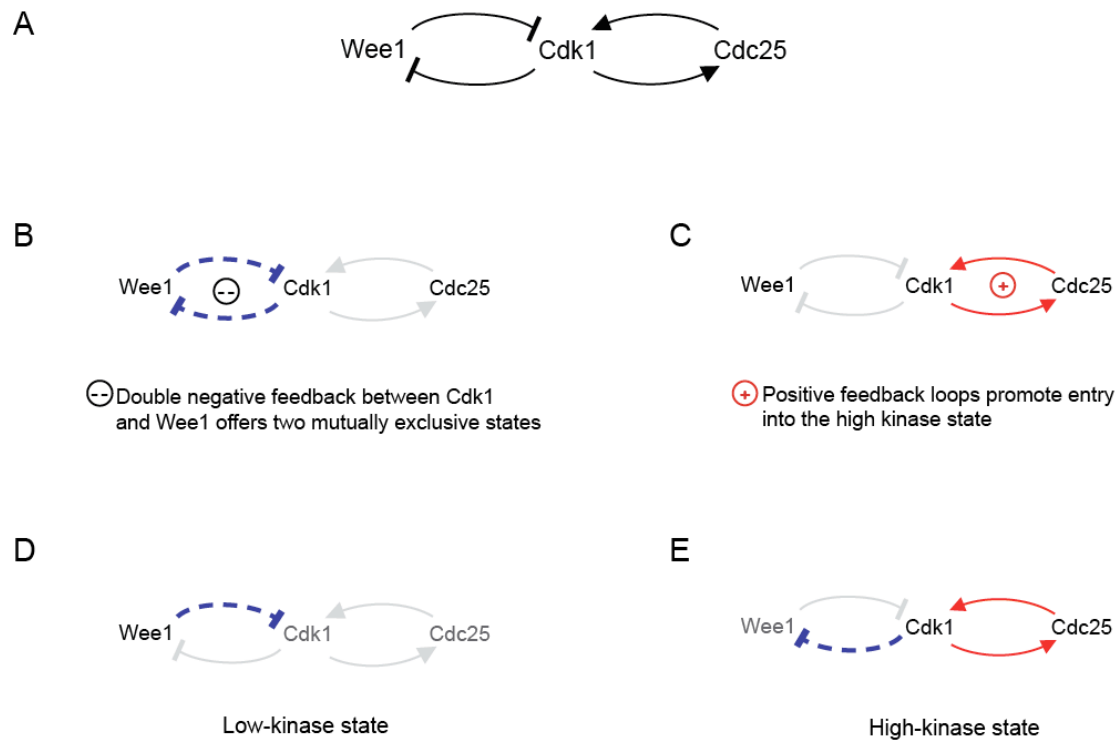 A
Wee1 Cdk1 Cdc25
B
Wee1 -- Cdk1 Cdc25
-- Double negative feedback between Cdk1
and Wee1 offers two mutually exclusive states
C
Wee1 Cdk1 + Cdc25
+ Positive feedback loops promote entry
into the high kinase state
D
Wee1 Cdk1 Cdc25
Low-kinase state
E
Wee1 Cdk1 Cdc25
High-kinase state